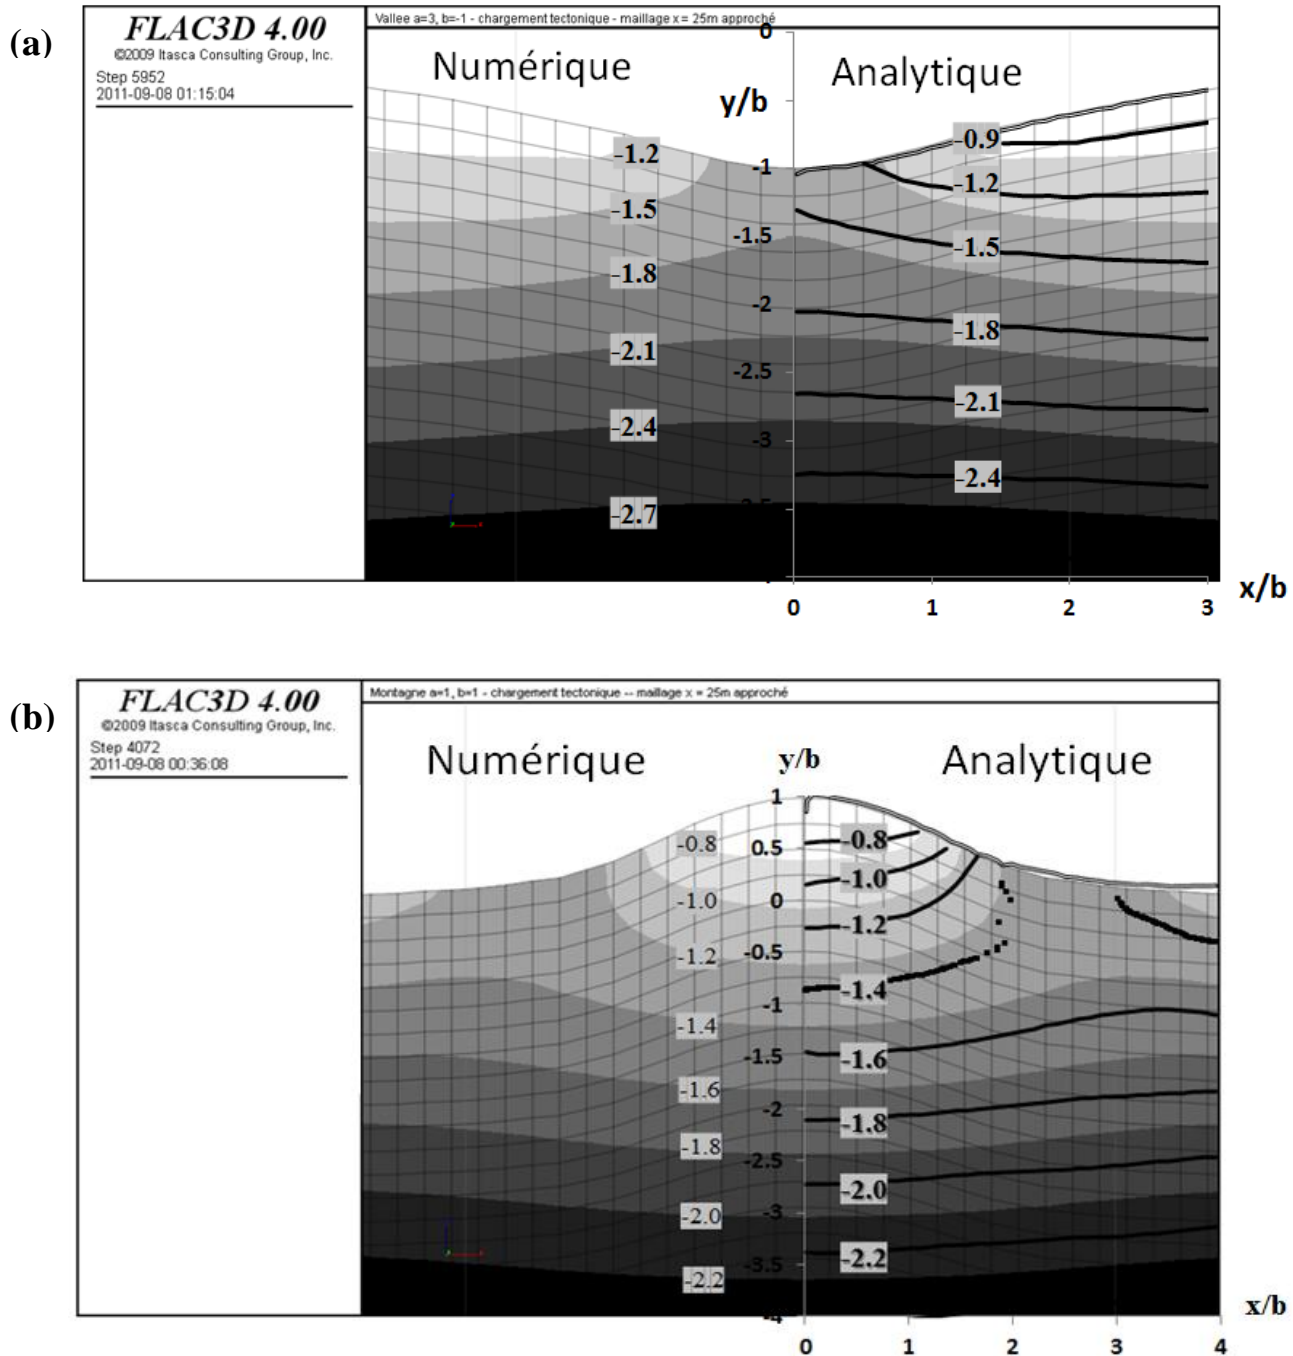 (a)
FLAC3D 4.00
©2009 Itasca Consulting Group, Inc.
Step 5952
2011-09-08 01:15:04
Vallee a=3, b=-1 - chargement tectonique - maillage x = 25m approché
Numérique
Analytique
y/b
0
-1
-1.5
-2
-2.5
-3
-1.2
-1.5
-1.8
-2.1
-2.4
-2.7
-0.9
-1.2
-1.5
-1.8
-2.1
-2.4
0 1 2 3
x/b
(b)
FLAC3D 4.00
©2009 Itasca Consulting Group, Inc.
Step 4072
2011-09-08 00:36:08
Montagne a=1, b=1 - chargement tectonique -- maillage x = 25m approché
Numérique
Analytique
y/b
1
0.5
0
-0.5
-1
-1.5
-2
-2.5
-3
-3.5
-4
-0.8
-1.0
-1.2
-1.4
-1.6
-1.8
-2.0
-2.2
-0.8
-1.0
-1.2
-1.4
-1.6
-1.8
-2.0
-2.2
x/b
0 1 2 3 4